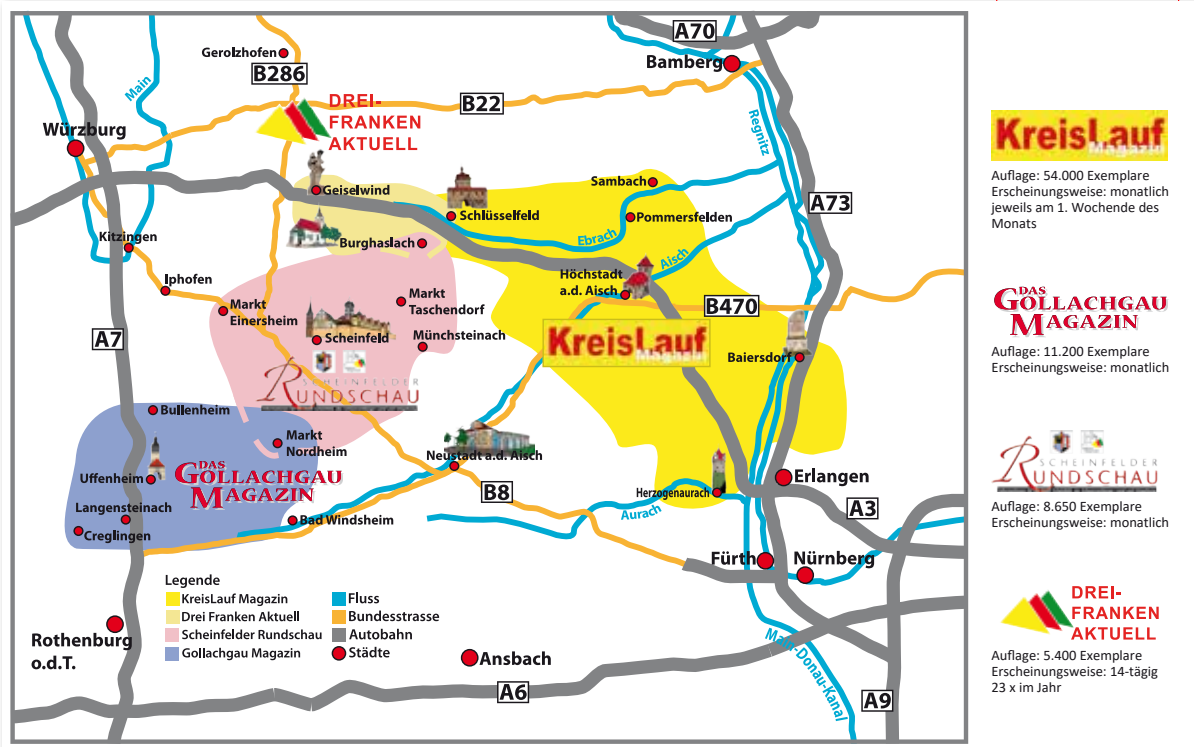 A70
Bamberg
Gerolzhofen
B286
Main
B22
DREI-
FRANKEN
AKTUELL
Regnitz
Würzburg
Geiselwind
Sambach
Schlüsselfeld
Pommersfelden
A73
Kitzingen
Burghaslach
Ebrach
Aisch
Iphofen
Höchstadt
a.d. Aisch
Markt
Einersheim
Markt
Taschendorf
B470
A7
Scheinfeld
Münchsteinach
KreisLauf
Magazin
Baiersdorf
SCHEINFELDER
RUNDSCHAU
Bullenheim
Markt
Nordheim
Neustadt a.d. Aisch
Uffenheim
DAS
GOLLACHGAU
MAGAZIN
B8
Herzogenaurach
Erlangen
Langensteinach
Creglingen
Bad Windsheim
Aurach
A3
Fürth
Nürnberg
Legende
KreisLauf Magazin
Drei Franken Aktuell
Scheinfelder Rundschau
Gollachgau Magazin
Fluss
Bundesstrasse
Autobahn
Städte
Rothenburg
o.d.T.
Ansbach
Main-Donau-Kanal
A6
A9
KreisLauf
Magazin
Auflage: 54.000 Exemplare
Erscheinungsweise: monatlich
jeweils am 1. Wochende des
Monats
DAS
GOLLACHGAU
MAGAZIN
Auflage: 11.200 Exemplare
Erscheinungsweise: monatlich
SCHEINFELDER
RUNDSCHAU
Auflage: 8.650 Exemplare
Erscheinungsweise: monatlich
DREI-
FRANKEN
AKTUELL
Auflage: 5.400 Exemplare
Erscheinungsweise: 14-tägig
23 x im Jahr